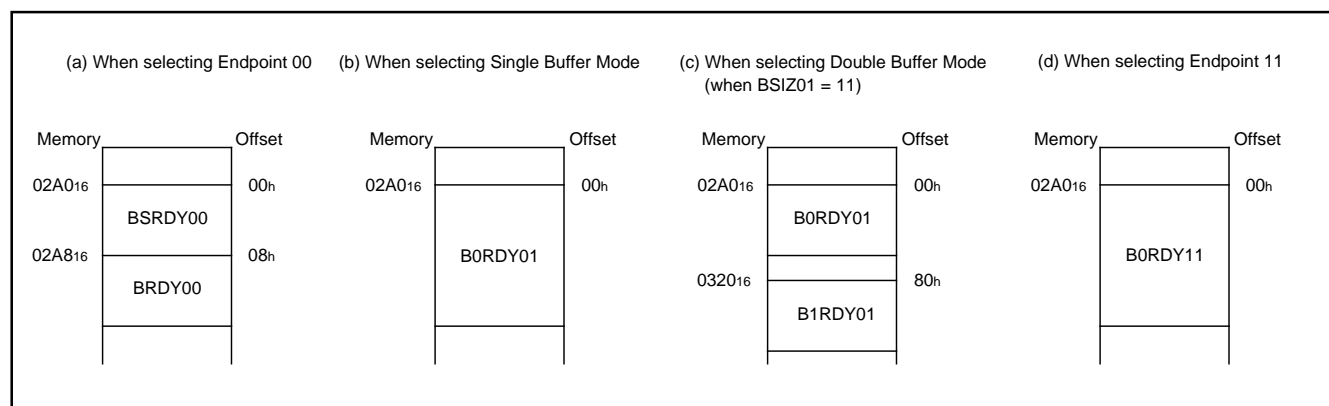 (a) When selecting Endpoint 00
Memory Offset
02A016 00h
BSRDY00
02A816 08h
BRDY00
(b) When selecting Single Buffer Mode
Memory Offset
02A016 00h
B0RDY01
(c) When selecting Double Buffer Mode
(when BSIZ01 = 11)
Memory Offset
02A016 00h
B0RDY01
032016 80h
B1RDY01
(d) When selecting Endpoint 11
Memory Offset
02A016 00h
B0RDY11